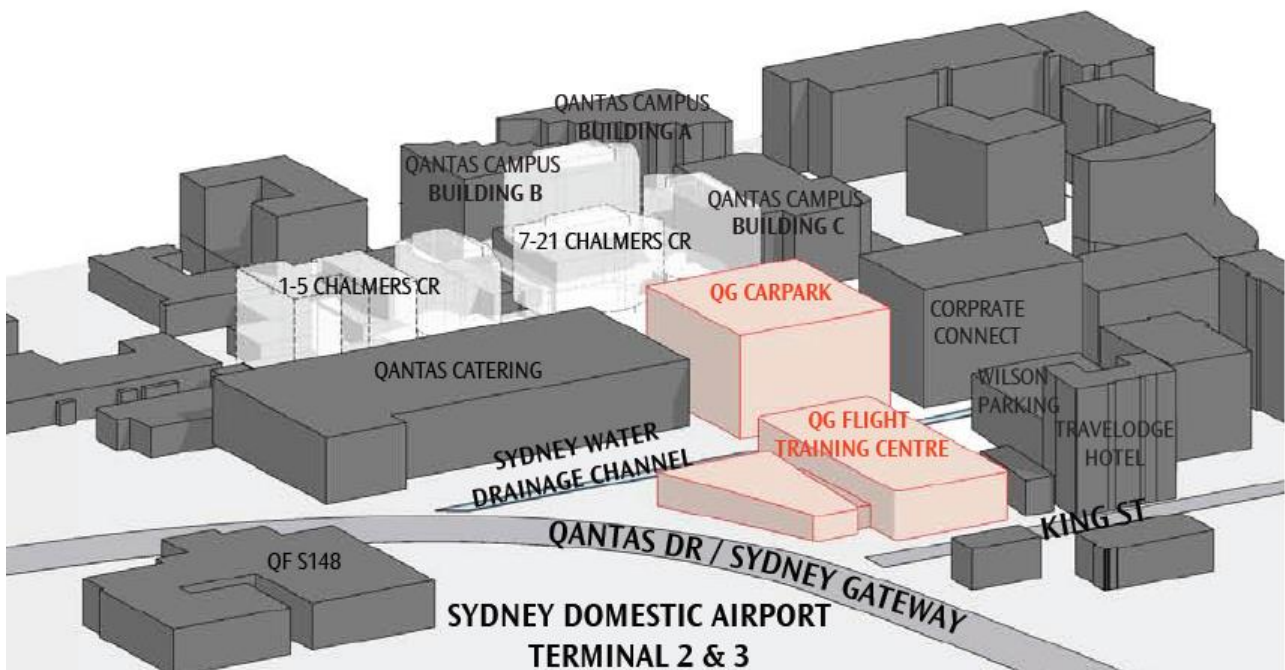 QANTAS CAMPUS
BUILDING A
QANTAS CAMPUS
BUILDING B
QANTAS CAMPUS
BUILDING C
7-21 CHALMERS CR
1-5 CHALMERS CR
QG CARPARK
CORPRATE
CONNECT
QANTAS CATERING
WILSON
PARKING
QG FLIGHT
TRAINING CENTRE
TRAVELODGE
HOTEL
SYDNEY WATER
DRAINAGE CHANNEL
KING ST
QANTAS DR / SYDNEY GATEWAY
QF S148
SYDNEY DOMESTIC AIRPORT
TERMINAL 2 & 3